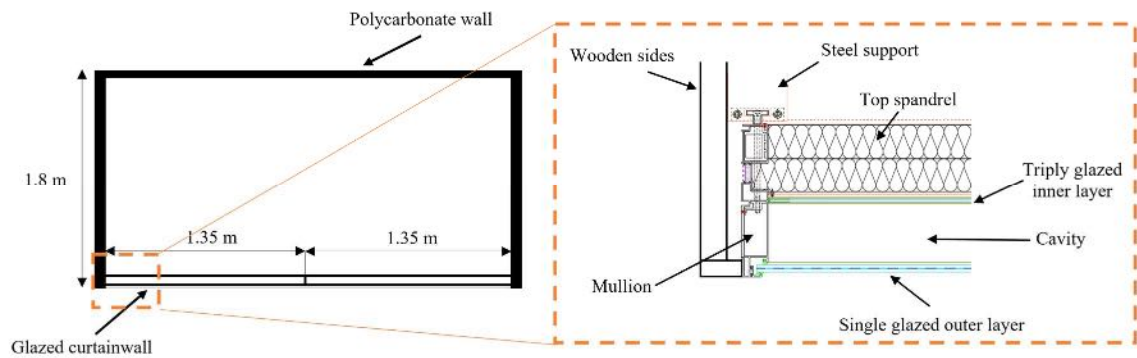 Polycarbonate wall
1.8 m
1.35 m
1.35 m
Glazed curtainwall
Wooden sides
Steel support
Top spandrel
Triply glazed
inner layer
Cavity
Mullion
Single glazed outer layer